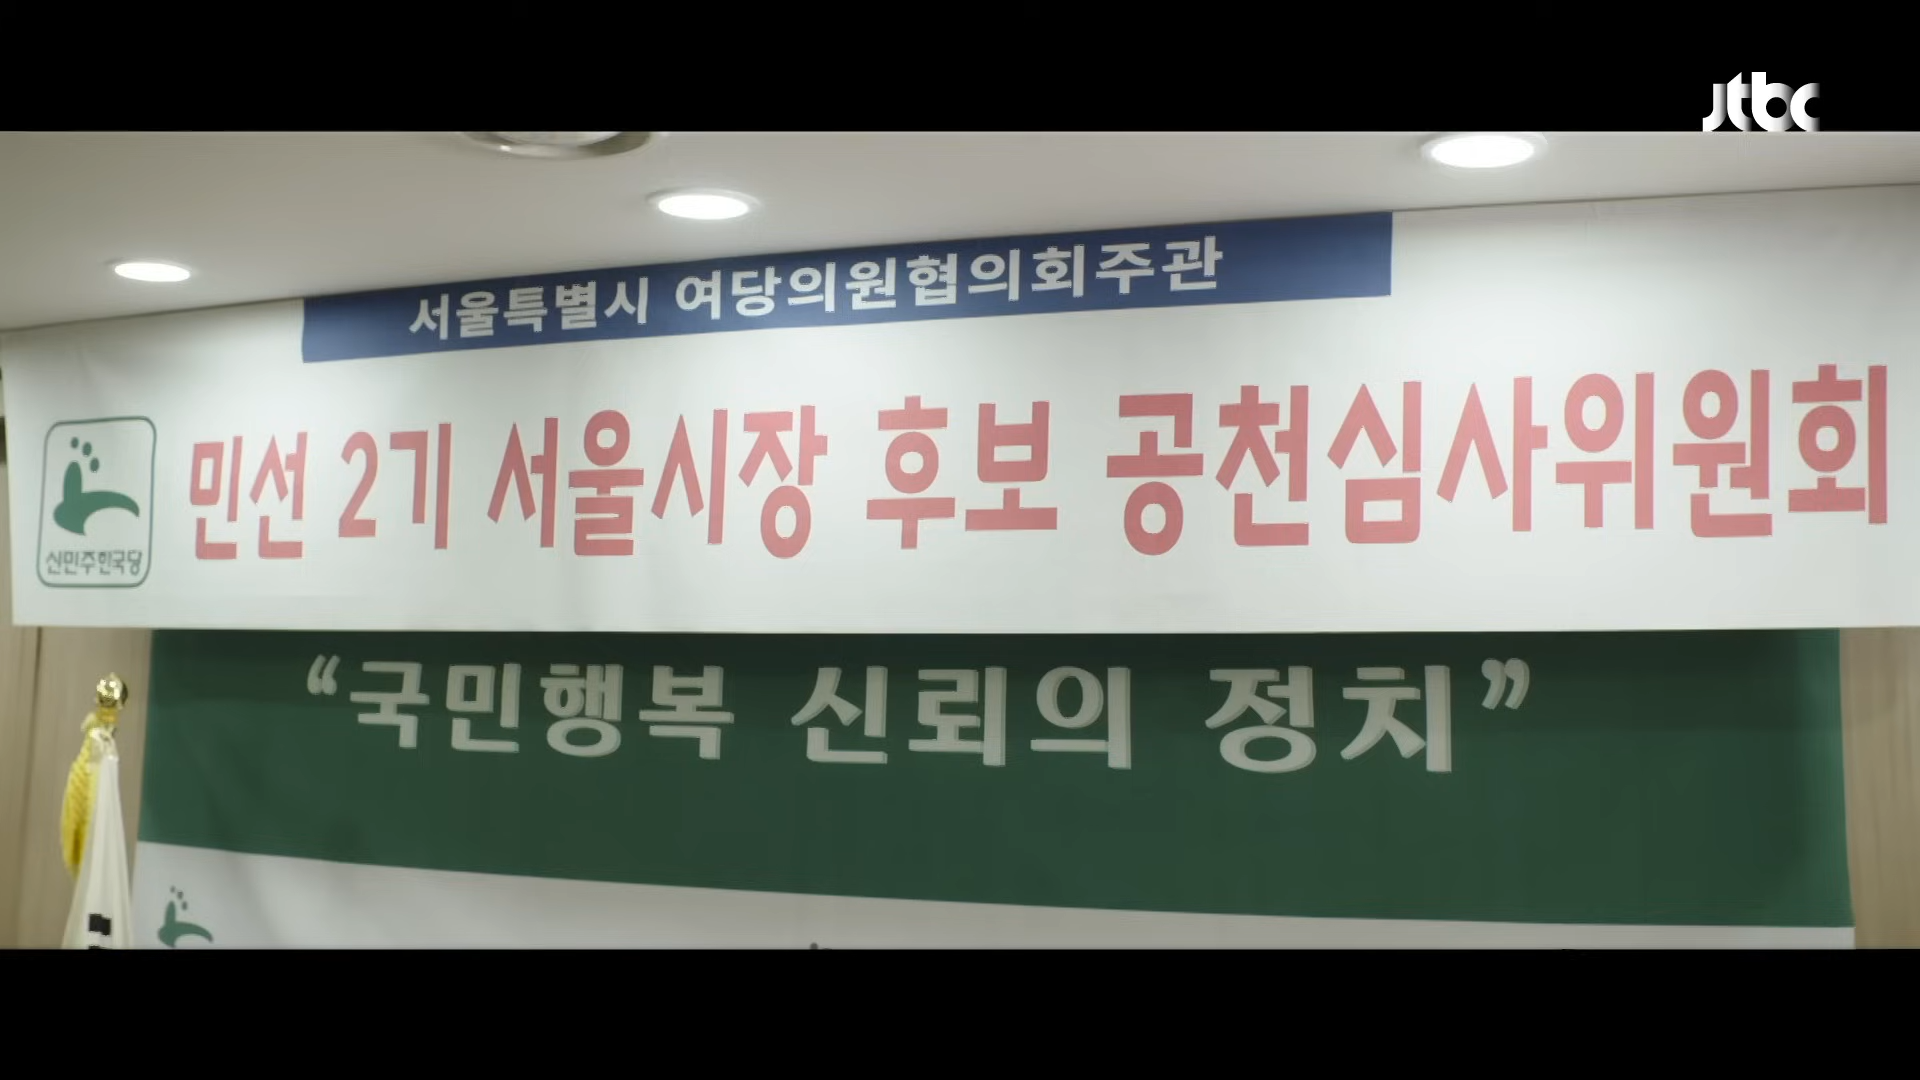 jtbc
서울특별시 여당의원협의회주관
민선 2기 서울시장 후보 공천심사위원회
신민주한국당
“국민행복 신뢰의 정치”